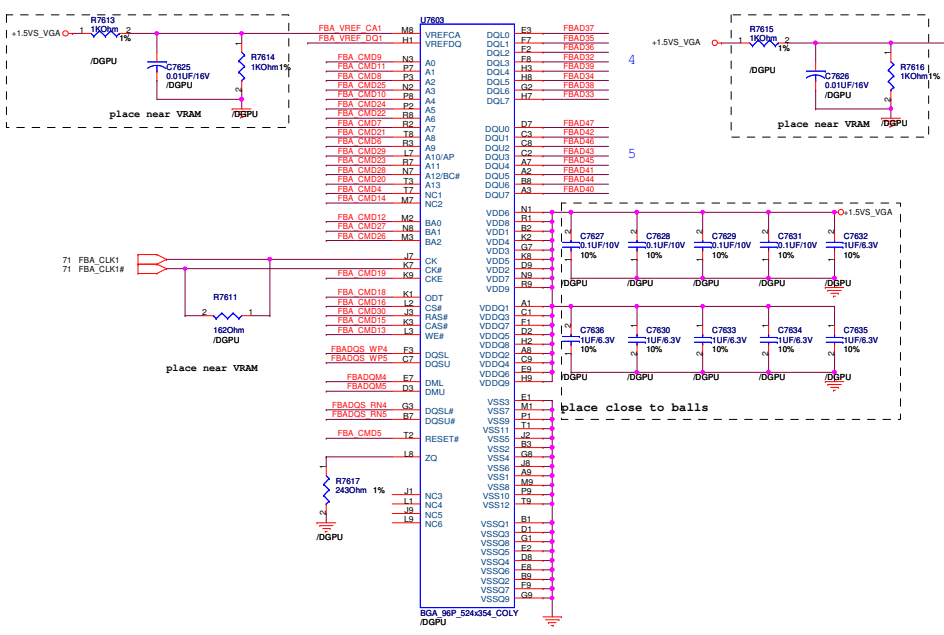 R7613
+1.5VS_VGA
1 1KOhm 2
1%
/DGPU
C7625
0.01UF/16V
/DGPU
R7614
1KOhm1%
/DGPU
place near VRAM
U7603
FBA_VREF_CA1 M8 VREFCA
FBA_VREF_DQ1 H1 VREFDQ
FBA_CMD9 N3 A0
FBA_CMD11 P7 A1
FBA_CMD8 P3 A2
FBA_CMD25 N2 A3
FBA_CMD10 P8 A4
FBA_CMD24 P2 A5
FBA_CMD22 R8 A6
FBA_CMD7 R2 A7
FBA_CMD21 T8 A8
FBA_CMD6 R3 A9
FBA_CMD29 L7 A10/AP
FBA_CMD23 R7 A11
FBA_CMD28 N7 A12/BC#
FBA_CMD20 T3 A13
FBA_CMD4 T7 NC1
FBA_CMD14 M7 NC2
FBA_CMD12 M2 BA0
FBA_CMD27 N8 BA1
FBA_CMD26 M3 BA2
71 FBA_CLK1 J7 CK
71 FBA_CLK1# K7 CK#
FBA_CMD19 K9 CKE
FBA_CMD18 K1 ODT
FBA_CMD16 L2 CS#
FBA_CMD30 J3 RAS#
FBA_CMD15 K3 CAS#
FBA_CMD13 L3 WE#
R7611
2 1
162Ohm
/DGPU
place near VRAM
FBADQS_WP4 F3 DQSL
FBADQS_WP5 C7 DQSU
FBADQM4 E7 DML
FBADQM5 D3 DMU
FBADQS_RN4 G3 DQSL#
FBADQS_RN5 B7 DQSU#
FBA_CMD5 T2 RESET#
L8 ZQ
R7617
243Ohm 1%
/DGPU
J1 NC3
L1 NC4
J9 NC5
L9 NC6
BGA_96P_524x354_COLY
/DGPU
DQL0 E3 FBAD37
DQL1 F7 FBAD35
DQL2 F2 FBAD36
DQL3 F8 FBAD32
DQL4 H3 FBAD39
DQL5 H8 FBAD34
DQL6 G2 FBAD38
DQL7 H7 FBAD33
4
DQU0 D7 FBAD47
DQU1 C3 FBAD42
DQU2 C8 FBAD46
DQU3 C2 FBAD43
DQU4 A7 FBAD45
DQU5 A2 FBAD41
DQU6 B8 FBAD44
DQU7 A3 FBAD40
5
VDD6 N1
VDD8 R1
VDD1 B2
VDD4 K2
VDD3 G7
VDD5 K8
VDD2 D9
VDD7 N9
VDD9 R9
VDDQ1 A1
VDDQ3 C1
VDDQ7 F1
VDDQ5 D2
VDDQ8 H2
VDDQ2 A8
VDDQ4 C9
VDDQ6 E9
VDDQ9 H9
VSS3 E1
VSS7 M1
VSS9 P1
VSS11 T1
VSS5 J2
VSS2 B3
VSS4 G8
VSS6 J8
VSS1 A9
VSS8 M9
VSS10 P9
VSS12 T9
VSSQ1 B1
VSSQ3 D1
VSSQ8 G1
VSSQ5 E2
VSSQ4 D8
VSSQ6 E8
VSSQ2 B9
VSSQ7 F9
VSSQ9 G9
R7615
+1.5VS_VGA
1 1KOhm 2
1%
/DGPU
C7626
0.01UF/16V
/DGPU
R7616
1KOhm1%
/DGPU
place near VRAM
+1.5VS_VGA
C7627 C7628 C7629 C7631 C7632
0.1UF/10V 0.1UF/10V 0.1UF/10V 0.1UF/10V 1UF/6.3V
10% 10% 10% 10% 10%
/DGPU /DGPU /DGPU /DGPU /DGPU
C7636 C7630 C7633 C7634 C7635
1UF/6.3V 1UF/6.3V 1UF/6.3V 1UF/6.3V 1UF/6.3V
10% 10% 10% 10% 10%
/DGPU /DGPU /DGPU /DGPU /DGPU
place close to balls